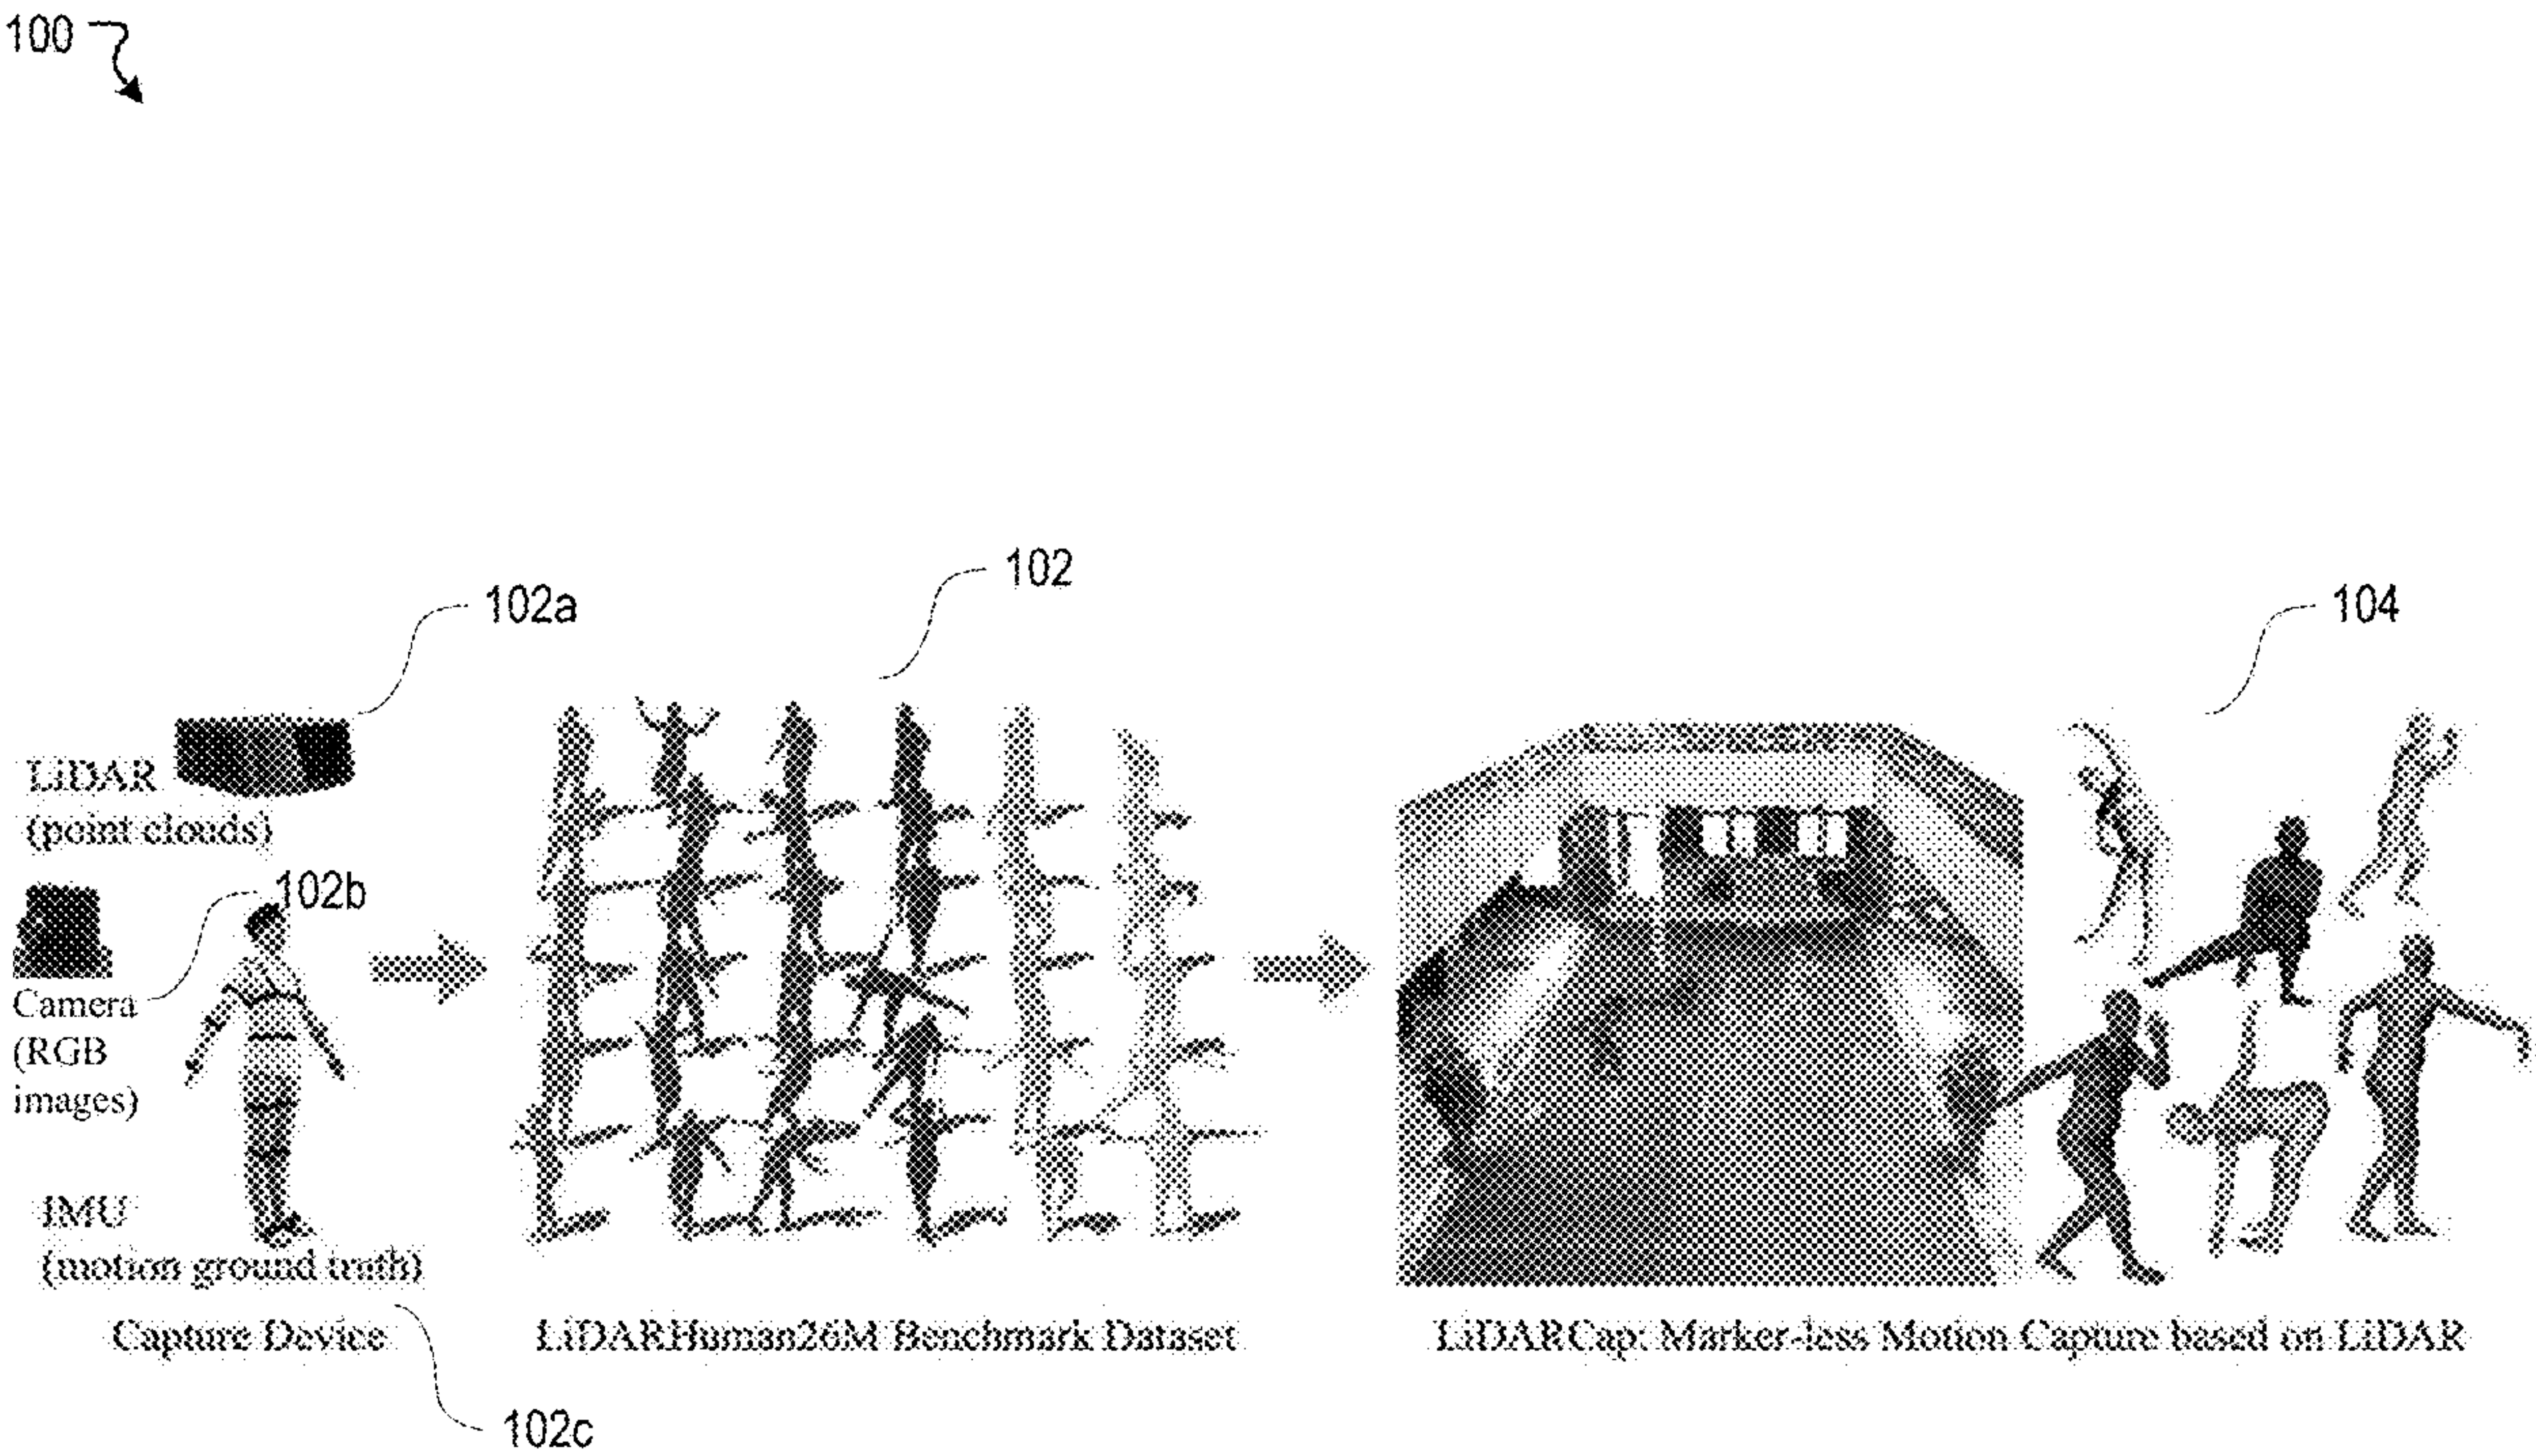 100
102
102a
104
LiDAR
(point clouds)
102b
Camera
(RGB
images)
IMU
(motion ground truth)
Capture Device
LiDARHuman26M Benchmark Dataset
LiDARCap: Marker-less Motion Capture based on LiDAR
102c